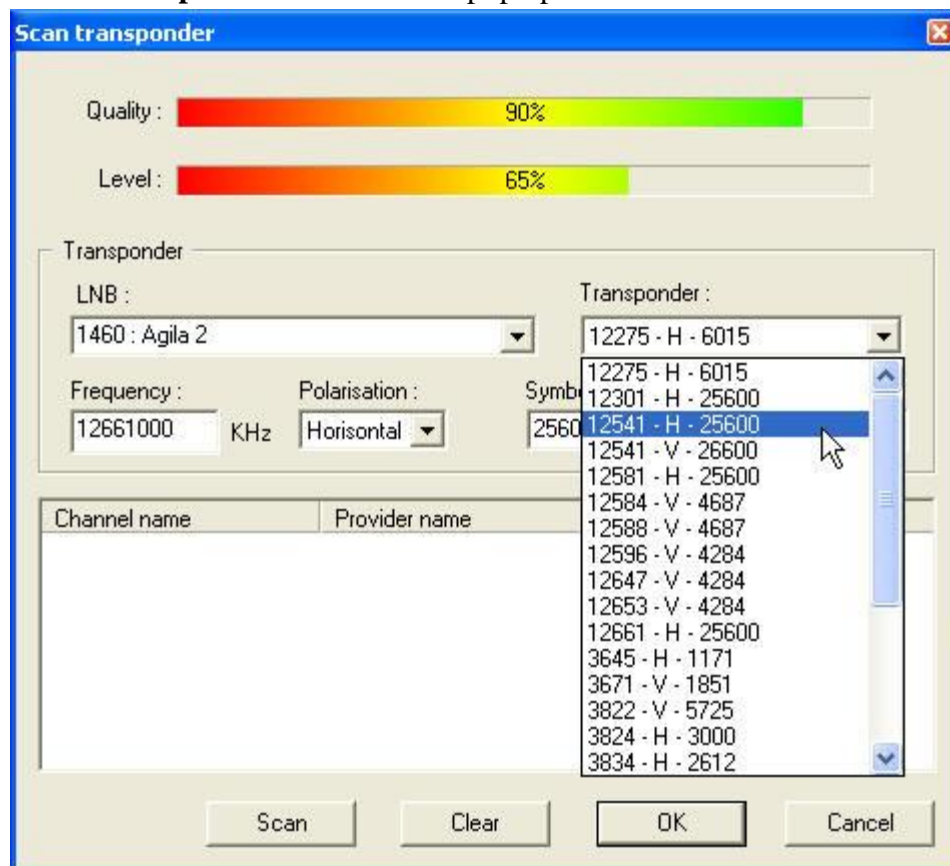 Scan transponder
Quality :
90%
Level :
65%
Transponder
LNB :
Transponder :
1460 : Agila 2
12275 - H - 6015
Frequency :
Polarisation :
12661000
KHz
Horisontal
12275 - H - 6015
12301 - H - 25600
12541 - H - 25600
12541 - V - 26600
12581 - H - 25600
12584 - V - 4687
12588 - V - 4687
12596 - V - 4284
12647 - V - 4284
12653 - V - 4284
12661 - H - 25600
3645 - H - 1171
3671 - V - 1851
3822 - V - 5725
3824 - H - 3000
3834 - H - 2612
Channel name
Provider name
Scan
Clear
OK
Cancel